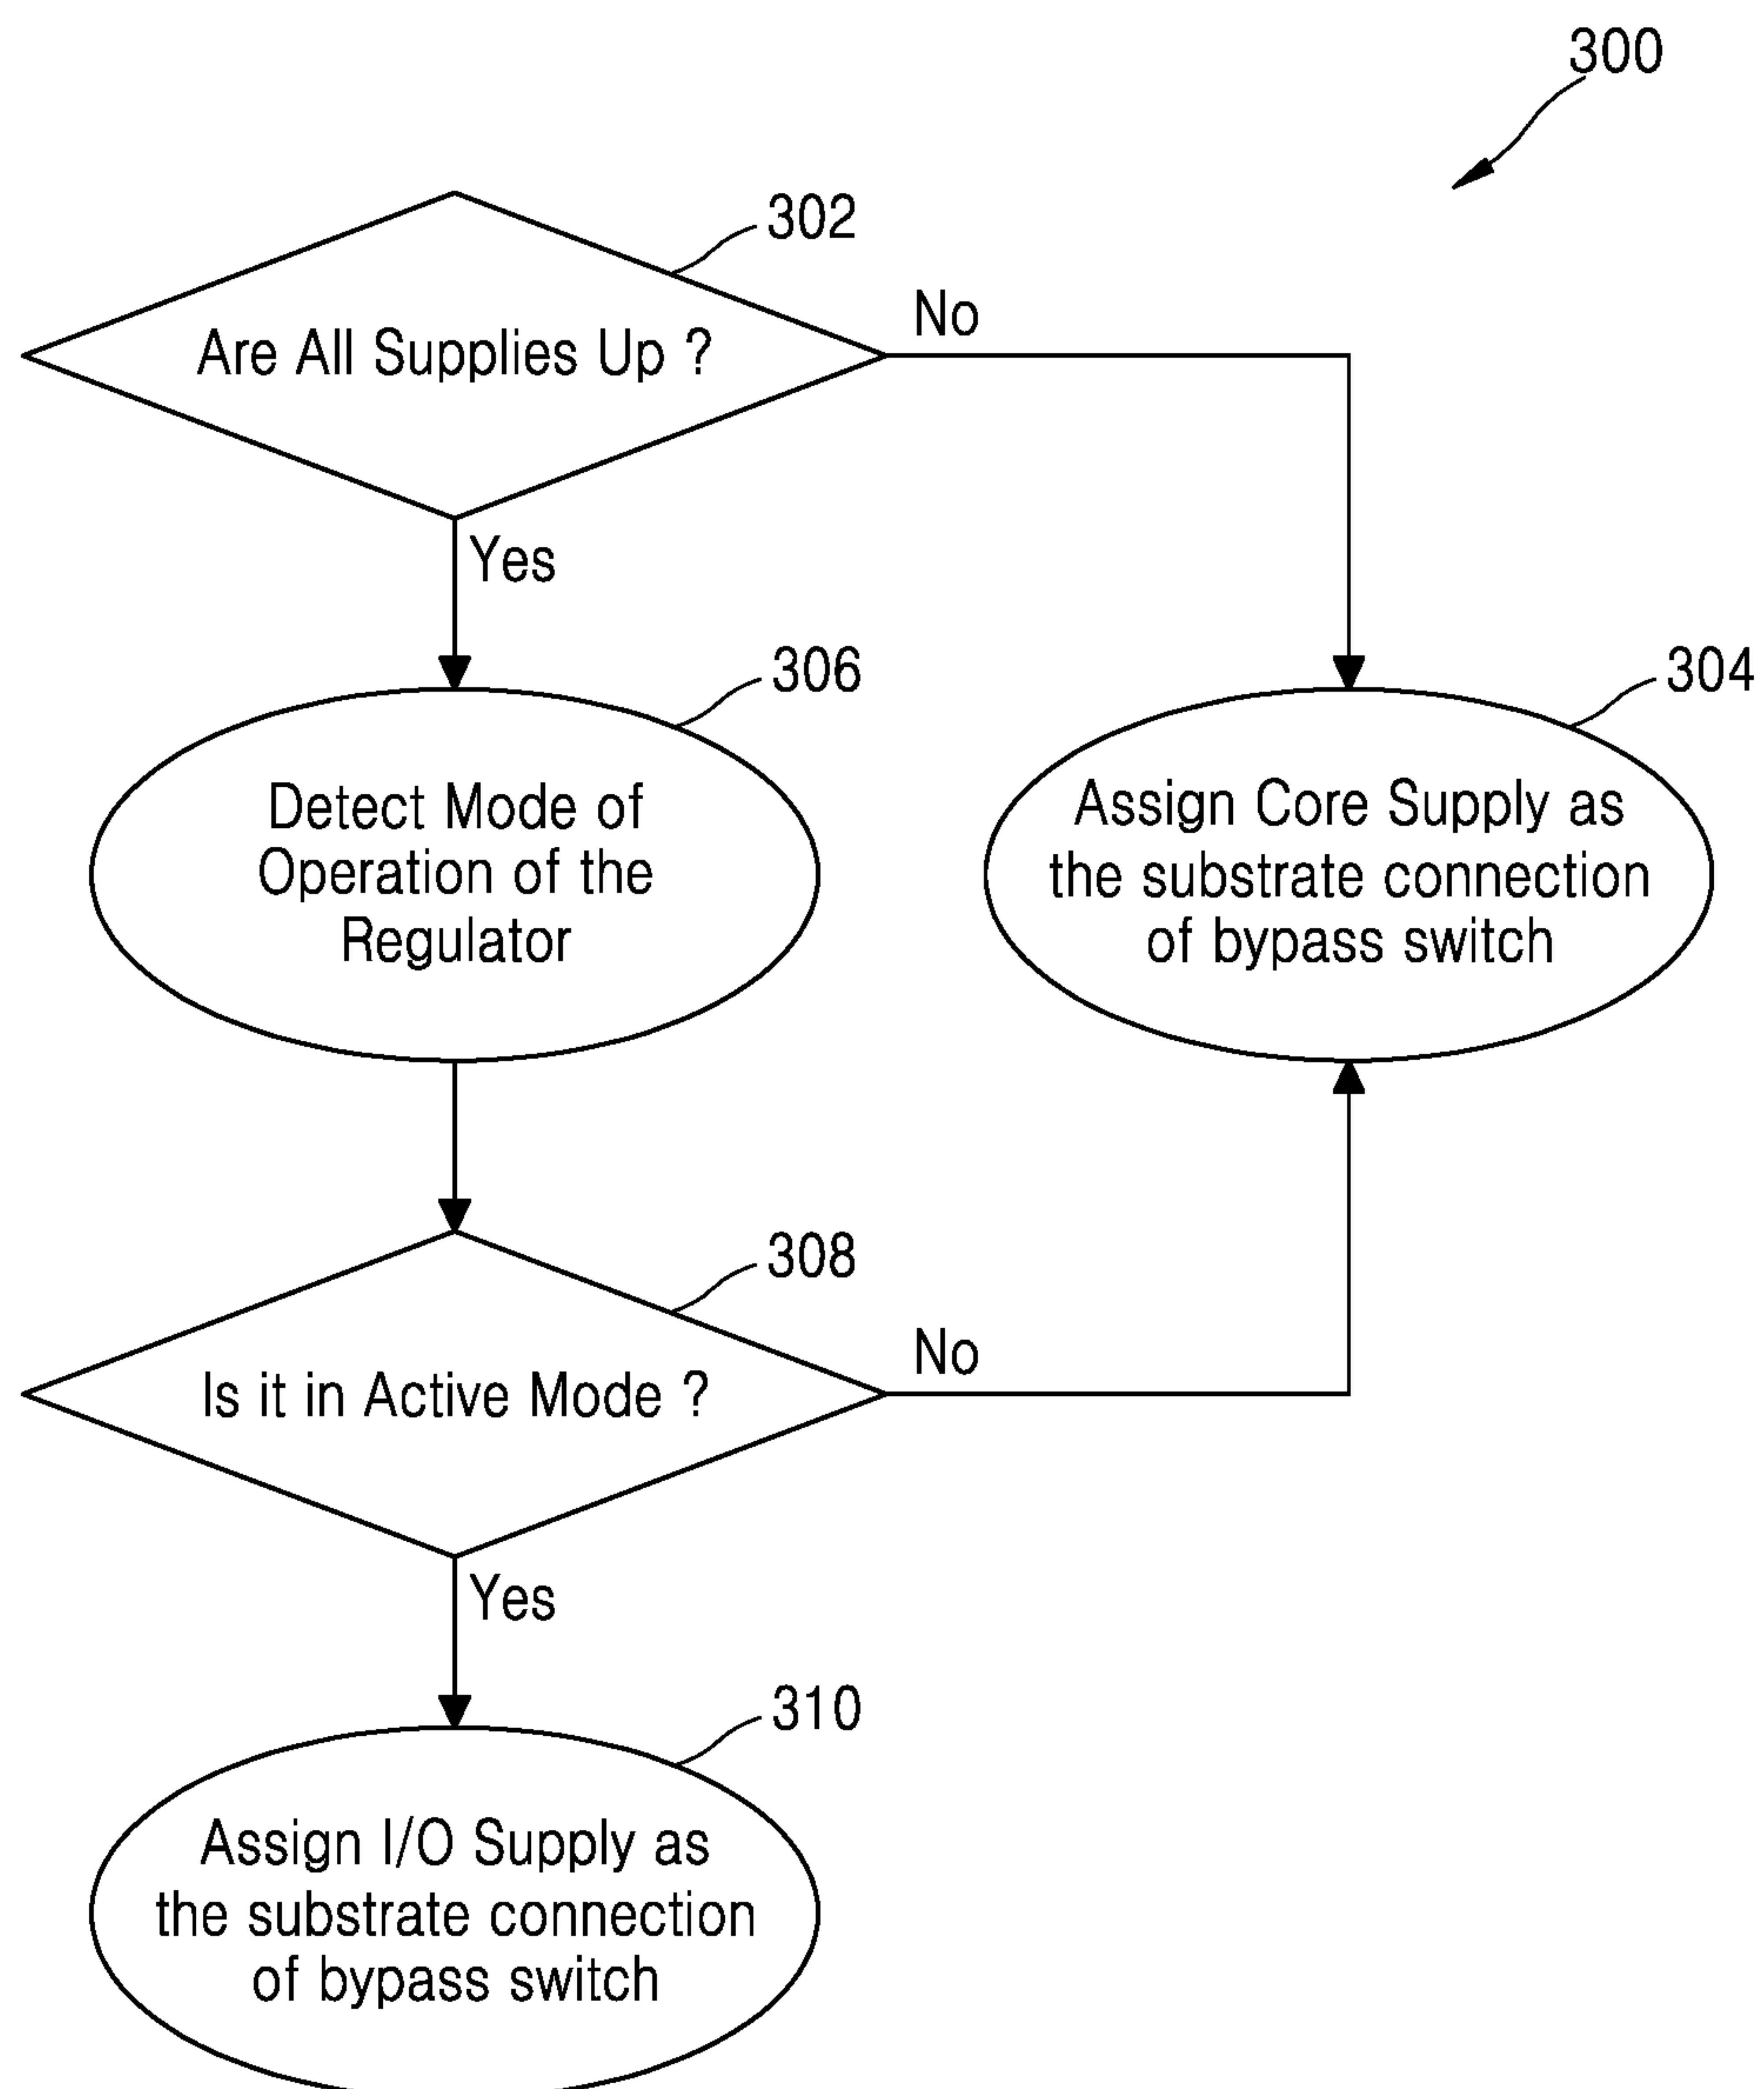 300
302
Are All Supplies Up ?
No
Yes
306
304
Detect Mode of
Operation of the
Regulator
Assign Core Supply as
the substrate connection
of bypass switch
308
Is it in Active Mode ?
No
Yes
310
Assign I/O Supply as
the substrate connection
of bypass switch